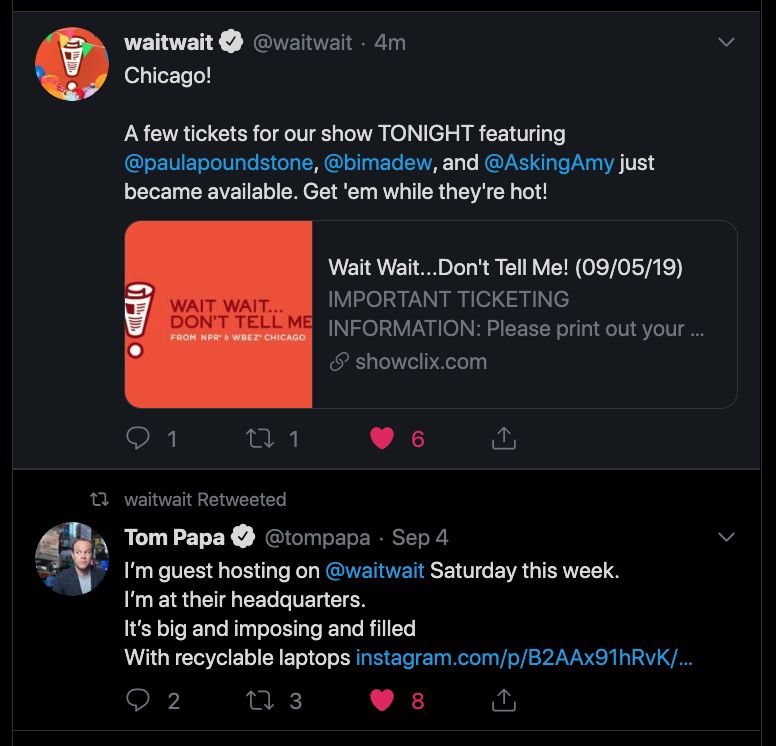 waitwait @waitwait · 4m
Chicago!
A few tickets for our show TONIGHT featuring
@paulapoundstone, @bimadew, and @AskingAmy just
became available. Get 'em while they're hot!
WAIT WAIT...
DON'T TELL ME
FROM NPR® & WBEZ® CHICAGO
Wait Wait...Don't Tell Me! (09/05/19)
IMPORTANT TICKETING
INFORMATION: Please print out your ...
showclix.com
1 1 6
waitwait Retweeted
Tom Papa @tompapa · Sep 4
I'm guest hosting on @waitwait Saturday this week.
I'm at their headquarters.
It's big and imposing and filled
With recyclable laptops instagram.com/p/B2AAx91hRvK/...
2 3 8